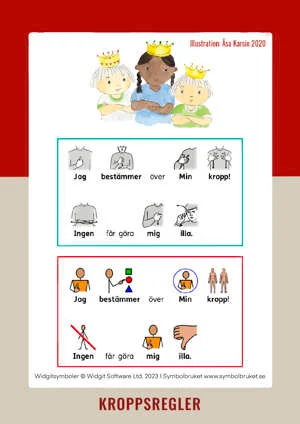 Illustration: Åsa Karsin 2020
Jag bestämmer över Min kropp!
Ingen får göra mig illa.
Jag bestämmer över Min kropp!
Ingen får göra mig illa.
Widgitsymboler © Widgit Software Ltd. 2023 I Symbolbruket www.symbolbruket.se
KROPPSREGLER